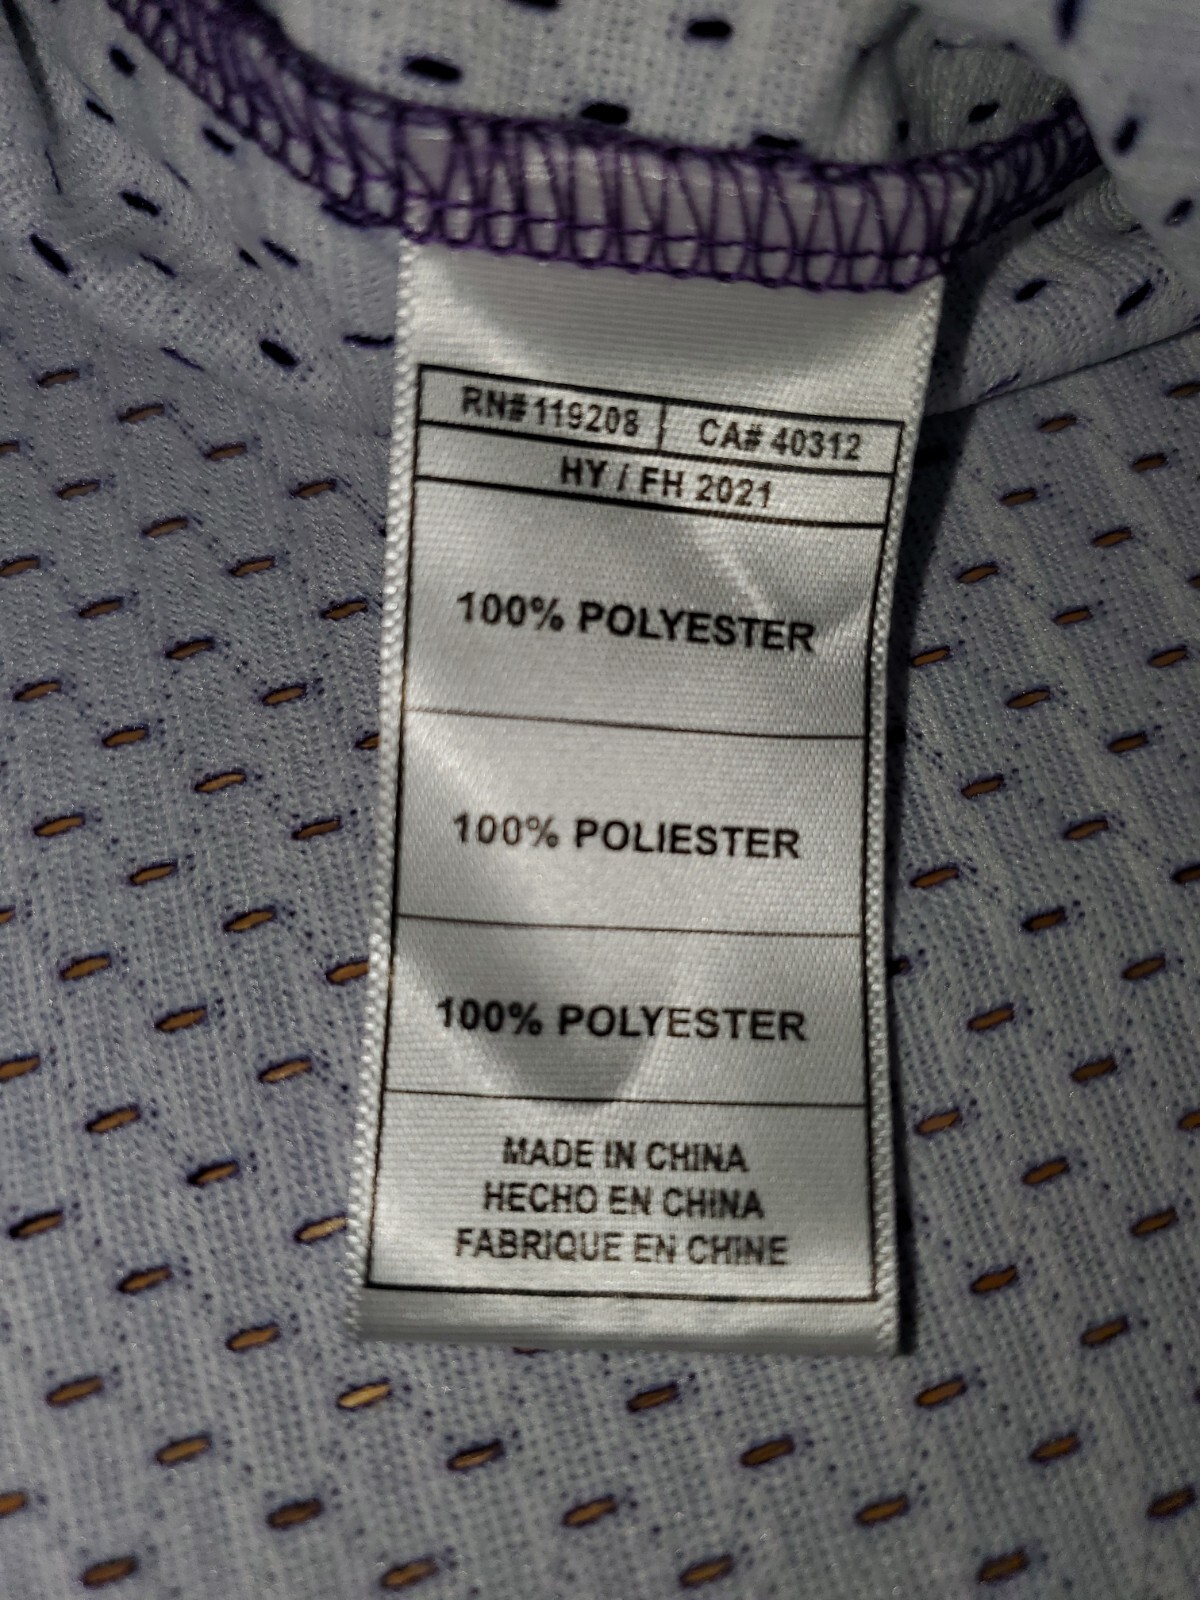 RN# 119208 | CA# 40312
HY / FH 2021
100% POLYESTER
100% POLIESTER
100% POLYESTER
MADE IN CHINA
HECHO EN CHINA
FABRIQUE EN CHINE